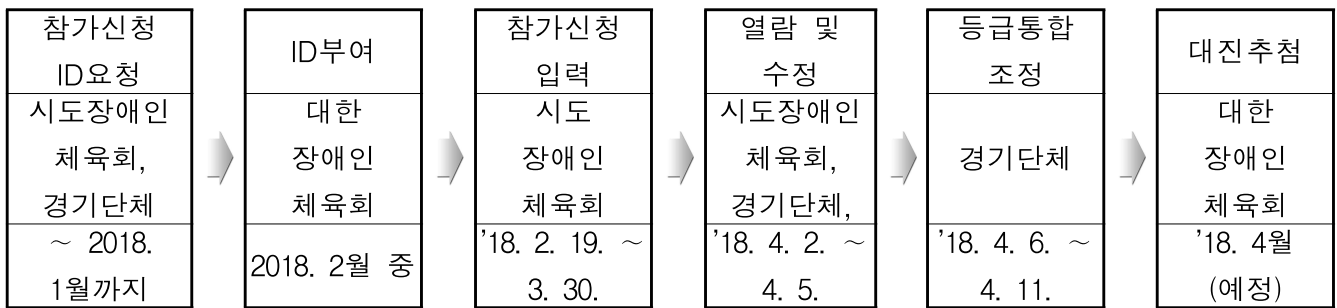 참가신청
ID요청
시도장애인
체육회,
경기단체
~ 2018.
1월까지
ID부여
대한
장애인
체육회
2018. 2월 중
참가신청
입력
시도
장애인
체육회
'18. 2. 19. ~
3. 30.
열람 및
수정
시도장애인
체육회,
경기단체,
'18. 4. 2. ~
4. 5.
등급통합
조정
경기단체
'18. 4. 6. ~
4. 11.
대진추첨
대한
장애인
체육회
'18. 4월
(예정)